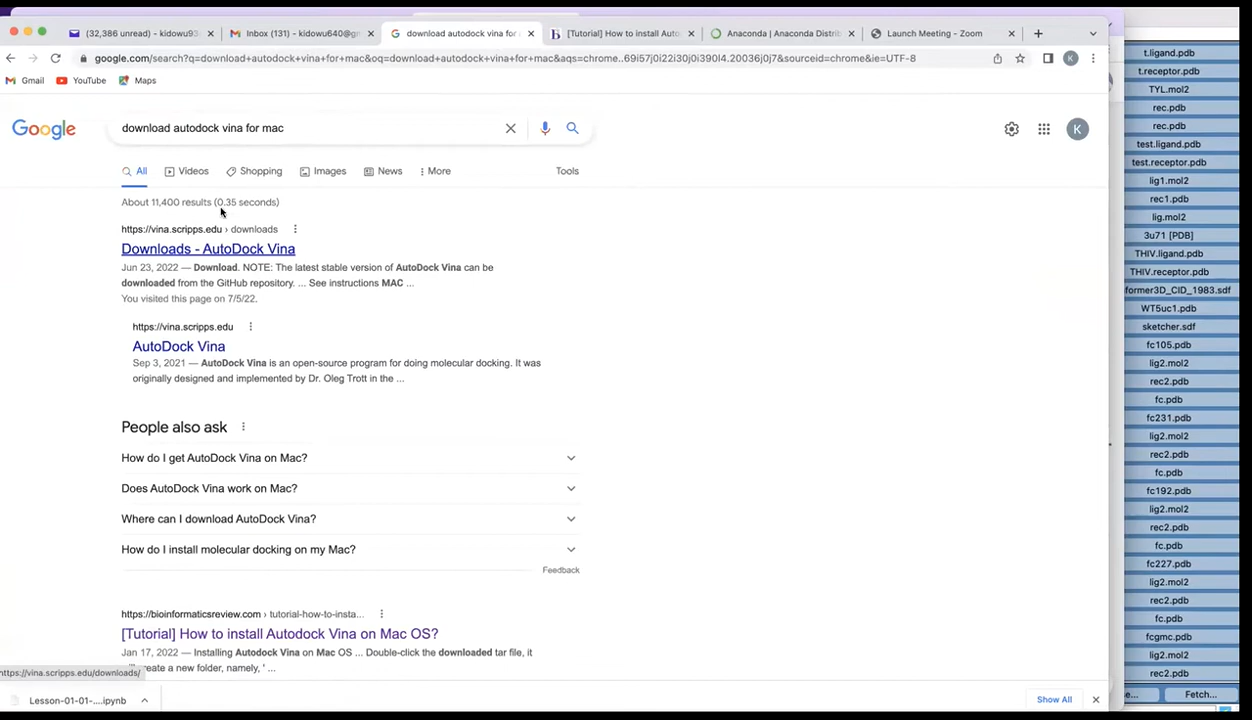 (32,386 unread) - kidowu93
Inbox (131) - kidowu640@gm
download autodock vina for
[Tutorial] How to install Auto
Anaconda | Anaconda Distrib
Launch Meeting - Zoom
google.com/search?q=download+autodock+vina+for+mac&oq=download+autodock+vina+for+mac&aqs=chrome..69i57j0i22i30j0i390l4.20036j0j7&sourceid=chrome&ie=UTF-8
K
Gmail
YouTube
Maps
Google
download autodock vina for mac
K
All
Videos
Shopping
Images
News
More
Tools
About 11,400 results (0.35 seconds)
https://vina.scripps.edu › downloads
Downloads - AutoDock Vina
Jun 23, 2022 — Download. NOTE: The latest stable version of AutoDock Vina can be
downloaded from the GitHub repository. ... See instructions MAC ...
You visited this page on 7/5/22.
https://vina.scripps.edu
AutoDock Vina
Sep 3, 2021 — AutoDock Vina is an open-source program for doing molecular docking. It was
originally designed and implemented by Dr. Oleg Trott in the ...
People also ask
How do I get AutoDock Vina on Mac?
Does AutoDock Vina work on Mac?
Where can I download AutoDock Vina?
How do I install molecular docking on my Mac?
Feedback
https://bioinformaticsreview.com › tutorial-how-to-insta...
[Tutorial] How to install Autodock Vina on Mac OS?
Jan 17, 2022 — Installing Autodock Vina on Mac OS ... Double-click the downloaded tar file, it
create a new folder, namely, ' ...
https://vina.scripps.edu/downloads/
Lesson-01-01-....ipynb
Show All
t.ligand.pdb
t.receptor.pdb
TYL.mol2
rec.pdb
rec.pdb
test.ligand.pdb
test.receptor.pdb
lig1.mol2
rec1.pdb
lig.mol2
3u71 [PDB]
THIV.ligand.pdb
THIV.receptor.pdb
former3D_CID_1983.sdf
WT5uc1.pdb
sketcher.sdf
fc105.pdb
lig2.mol2
rec2.pdb
fc.pdb
fc231.pdb
lig2.mol2
rec2.pdb
fc.pdb
fc192.pdb
lig2.mol2
rec2.pdb
fc.pdb
fc227.pdb
lig2.mol2
rec2.pdb
fc.pdb
fcgmc.pdb
lig2.mol2
rec2.pdb
e...
Fetch...